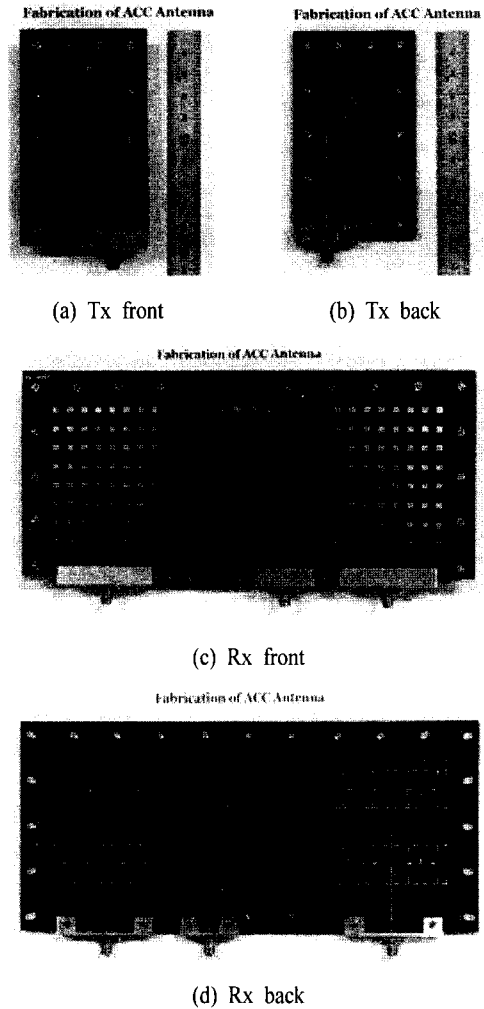 Fabrication of ACC Antenna
Fabrication of ACC Antenna
(a) Tx front
(b) Tx back
Fabrication of ACC Antenna
(c) Rx front
Fabrication of ACC Antenna
(d) Rx back